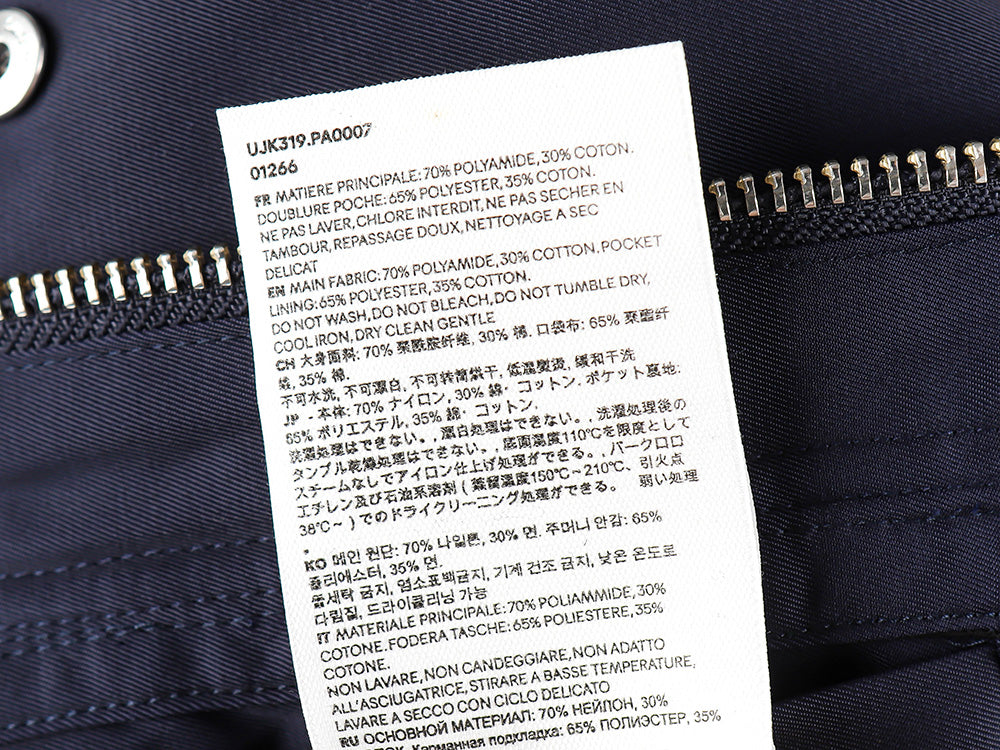 UJK319.PA0007
01266
FR MATIERE PRINCIPALE: 70% POLYAMIDE, 30% COTON.
DOUBLURE POCHE: 65% POLYESTER, 35% COTON.
NE PAS LAVER, CHLORE INTERDIT, NE PAS SECHER EN
TAMBOUR, REPASSAGE DOUX, NETTOYAGE A SEC
DELICAT
EN MAIN FABRIC: 70% POLYAMIDE, 30% COTTON. POCKET
LINING: 65% POLYESTER, 35% COTTON.
DO NOT WASH, DO NOT BLEACH, DO NOT TUMBLE DRY,
COOL IRON, DRY CLEAN GENTLE
CH 大身面料: 70% 聚酰胺纤维, 30% 棉. 口袋布: 65% 聚酯纤
维, 35% 棉.
不可水洗, 不可漂白, 不可转筒烘干, 低温熨烫, 缓和干洗
JP - 本体: 70% ナイロン, 30% 綿・ コットン. ポケット裏地:
65% ポリエステル, 35% 綿・ コットン.
洗濯処理はできない。, 漂白処理はできない。, 洗濯処理後の
タンブル乾燥処理はできない。, 底面温度110℃を限度として
スチームなしでアイロン仕上げ処理ができる。, パークロロ
エチレン及び石油系溶剤 ( 蒸留温度150℃~210℃、引火点
38℃~ ) でのドライクリーニング処理ができる。 弱い処理
。
KO 메인 원단: 70% 나일론, 30% 면. 주머니 안감: 65%
폴리에스터, 35% 면.
물세탁 금지, 염소표백금지, 기계 건조 금지, 낮은 온도로
다림질, 드라이클리닝 가능
IT MATERIALE PRINCIPALE: 70% POLIAMMIDE, 30%
COTONE. FODERA TASCHE: 65% POLIESTERE, 35%
COTONE.
NON LAVARE, NON CANDEGGIARE, NON ADATTO
ALL'ASCIUGATRICE, STIRARE A BASSE TEMPERATURE,
LAVARE A SECCO CON CICLO DELICATO
RU ОСНОВНОЙ МАТЕРИАЛ: 70% НЕЙЛОН, 30%
Карманная подкладка: 65% ПОЛИЭСТЕР, 35%